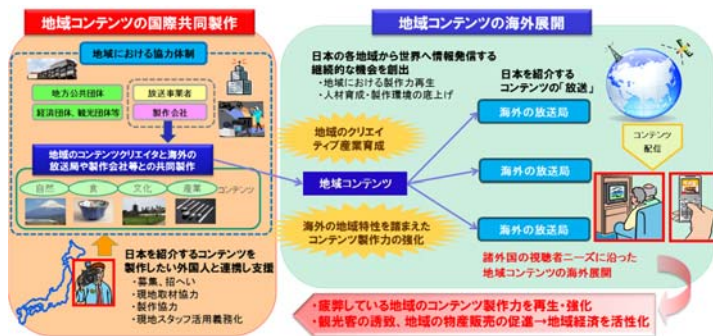 地域コンテンツの国際共同製作
地域における協力体制
地方公共団体
経済団体、観光団体等
放送事業者
製作会社
地域のコンテンツクリエイタと海外の
放送局や製作会社等との共同製作
自然
食
文化
産業
コンテンツ
日本を紹介するコンテンツを
製作したい外国人と連携し支援
・募集、招へい
・現地取材協力
・製作協力
・現地スタッフ活用義務化
地域コンテンツの海外展開
日本の各地域から世界へ情報発信する
継続的な機会を創出
・地域における製作力再生
・人材育成・製作環境の底上げ
地域のクリエイ
ティブ産業育成
地域コンテンツ
海外の地域特性を踏まえた
コンテンツ製作力の強化
日本を紹介する
コンテンツの「放送」
海外の放送局
海外の放送局
海外の放送局
コンテンツ
配信
諸外国の視聴者ニーズに沿った
地域コンテンツの海外展開
・疲弊している地域のコンテンツ製作力を再生・強化
・観光客の誘致、地域の物産販売の促進→地域経済を活性化